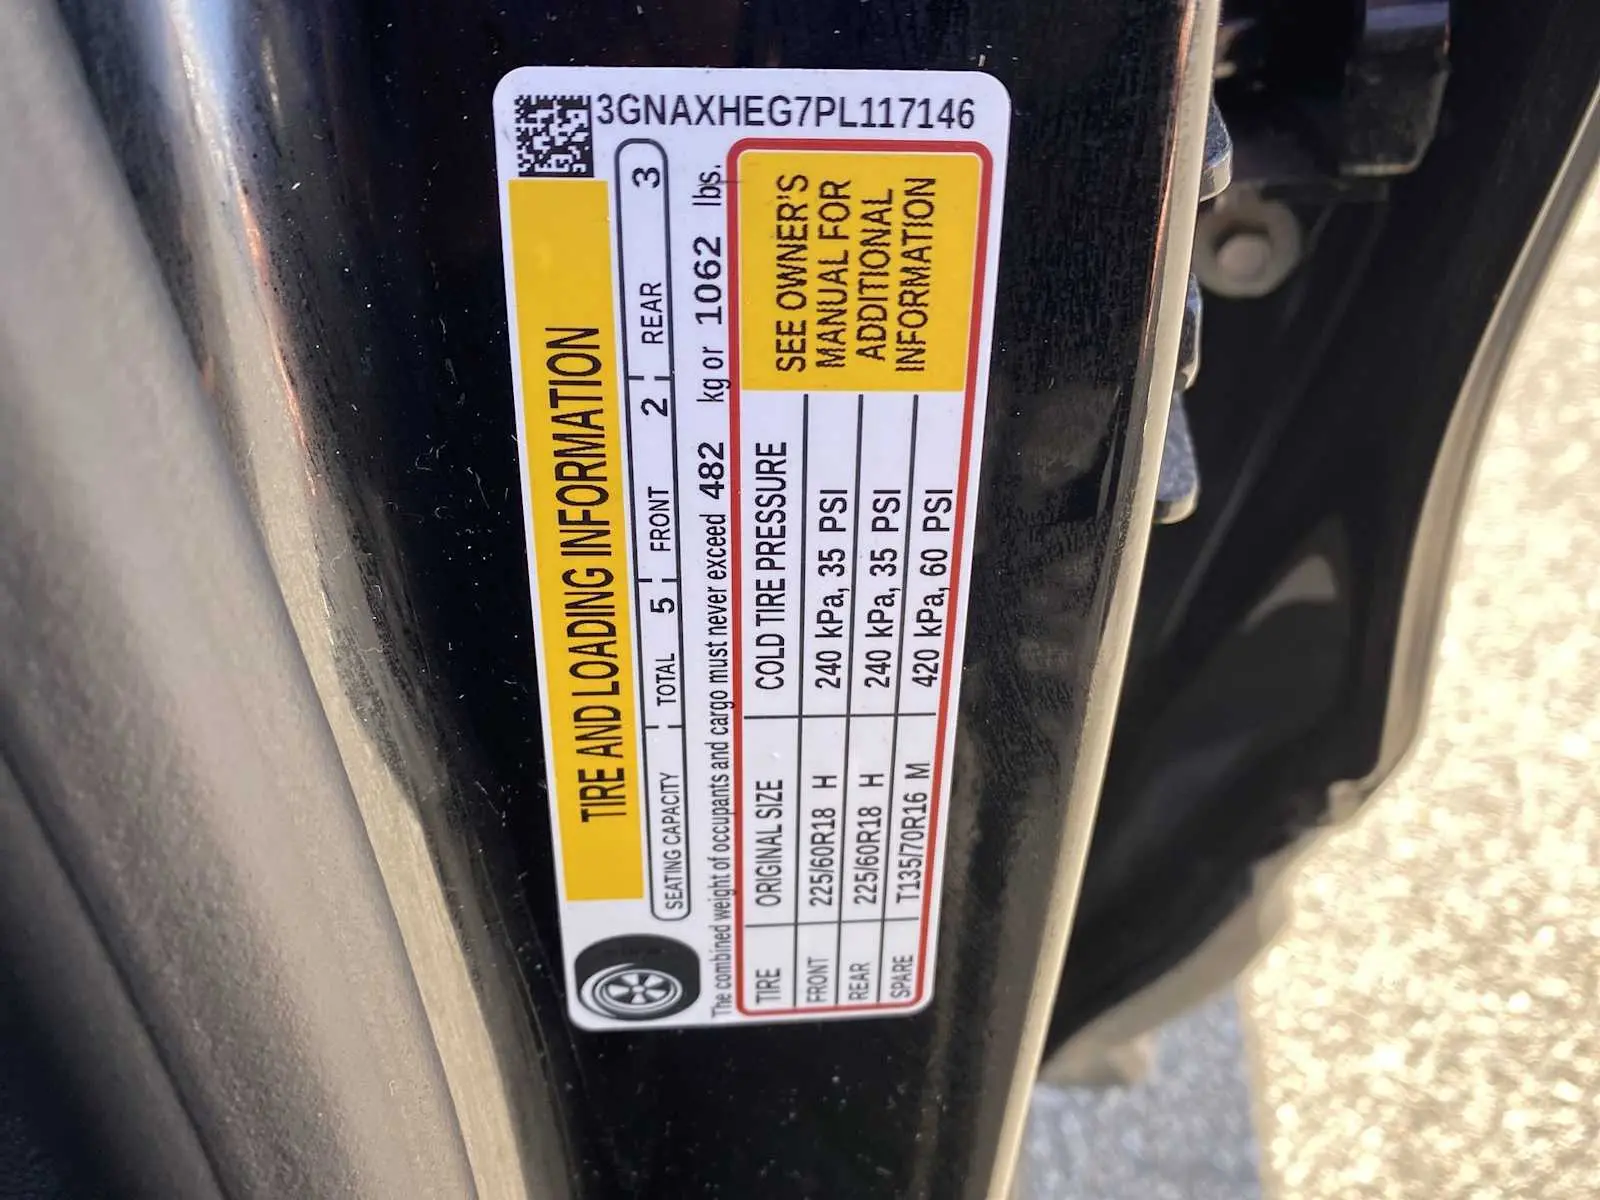 3GNAXHEG7PL117146
TIRE AND LOADING INFORMATION
SEATING CAPACITY TOTAL 5 FRONT 2 REAR 3
The combined weight of occupants and cargo must never exceed 482 kg or 1062 lbs.
TIRE ORIGINAL SIZE COLD TIRE PRESSURE
FRONT 225/60R18 H 240 kPa, 35 PSI
REAR 225/60R18 H 240 kPa, 35 PSI
SPARE T135/70R16 M 420 kPa, 60 PSI
SEE OWNER'S
MANUAL FOR
ADDITIONAL
INFORMATION